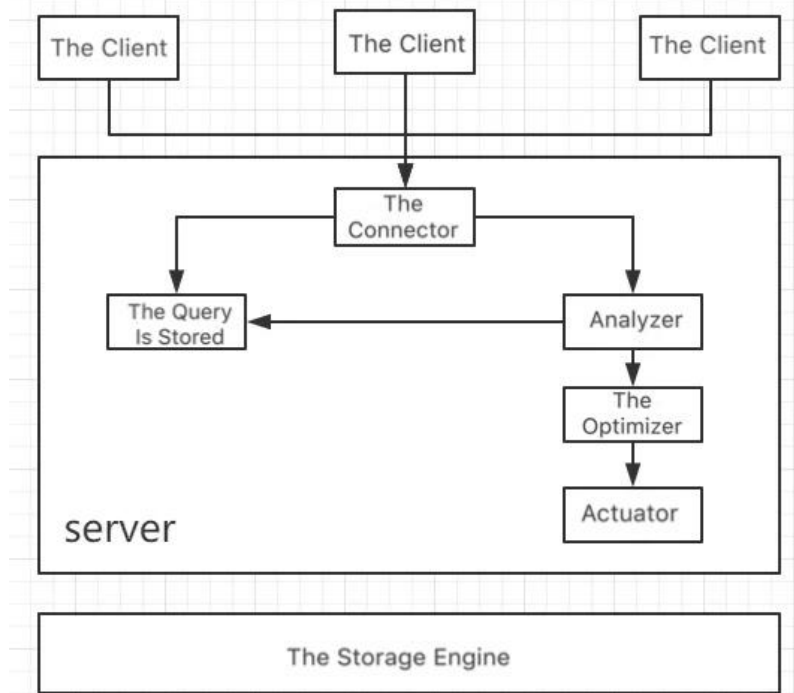 The Client
The Client
The Client
The
Connector
The Query
Is Stored
Analyzer
The
Optimizer
Actuator
server
The Storage Engine